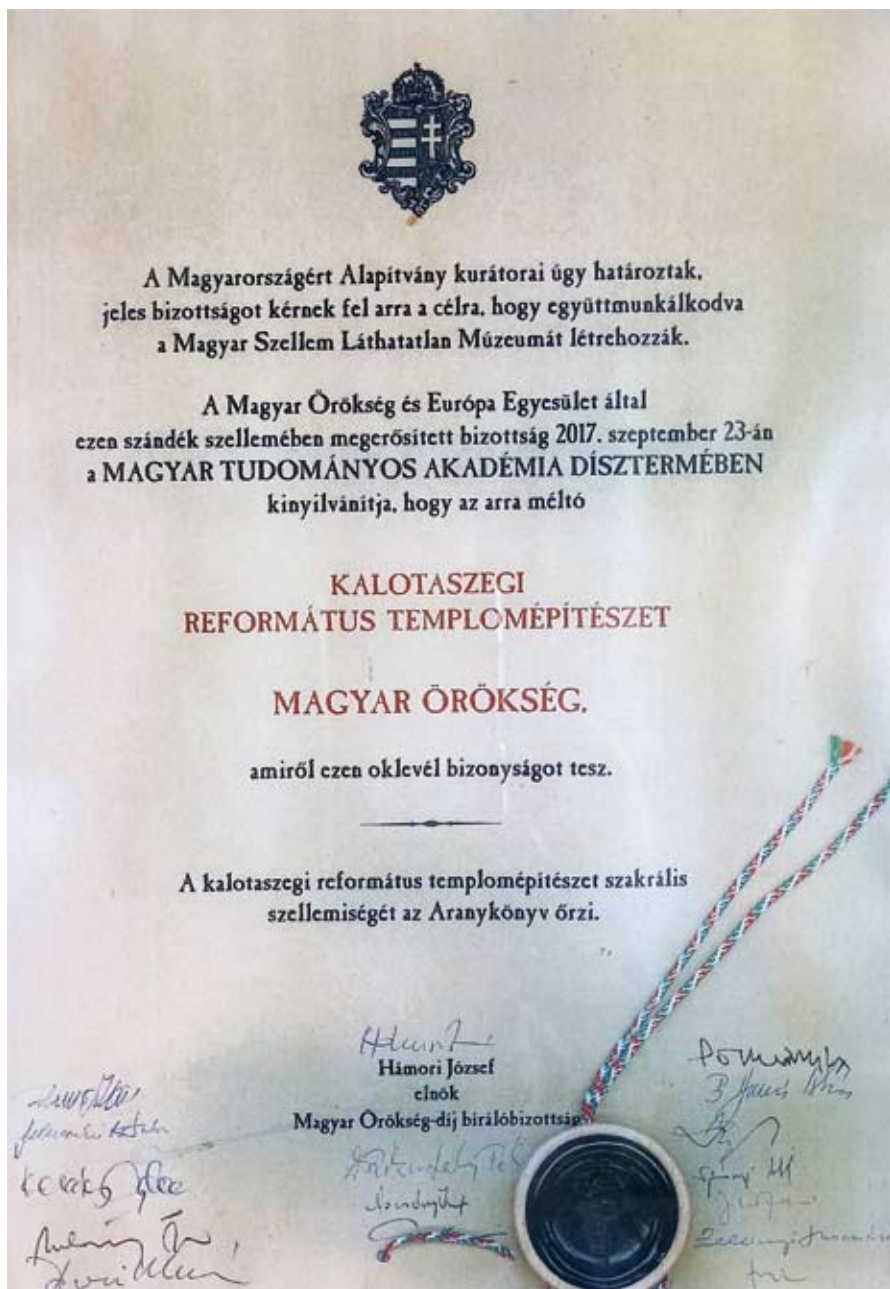 A Magyarországért Alapítvány kurátorai úgy határoztak,
jeles bizottságot kérnek fel arra a célra, hogy együttmunkálkodva
a Magyar Szellem Láthatatlan Múzeumát létrehozzák.
A Magyar Örökség és Európa Egyesület által
ezen szándék szellemében megerősített bizottság 2017. szeptember 23-án
a MAGYAR TUDOMÁNYOS AKADÉMIA DÍSZTERMÉBEN
kinyilvánítja, hogy az arra méltó
KALOTASZEGI
REFORMÁTUS TEMPLOMÉPÍTÉSZET
MAGYAR ÖRÖKSÉG,
amiről ezen oklevél bizonyságot tesz.
A kalotaszegi református templomépítészet szakrális
szellemiségét az Aranykönyv őrzi.
Hámori József
elnök
Magyar Örökség-díj bírálóbizottság